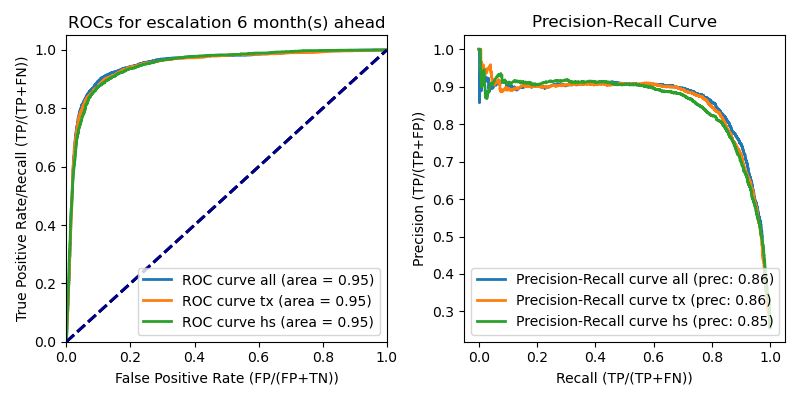 ROCs for escalation 6 month(s) ahead
True Positive Rate/Recall (TP/(TP+FN))
1.0
0.8
0.6
0.4
0.2
0.0
ROC curve all (area = 0.95)
ROC curve tx (area = 0.95)
ROC curve hs (area = 0.95)
0.0 0.2 0.4 0.6 0.8 1.0
False Positive Rate (FP/(FP+TN))
Precision-Recall Curve
Precision (TP/(TP+FP))
1.0
0.9
0.8
0.7
0.6
0.5
0.4
0.3
Precision-Recall curve all (prec: 0.86)
Precision-Recall curve tx (prec: 0.86)
Precision-Recall curve hs (prec: 0.85)
0.0 0.2 0.4 0.6 0.8 1.0
Recall (TP/(TP+FN))